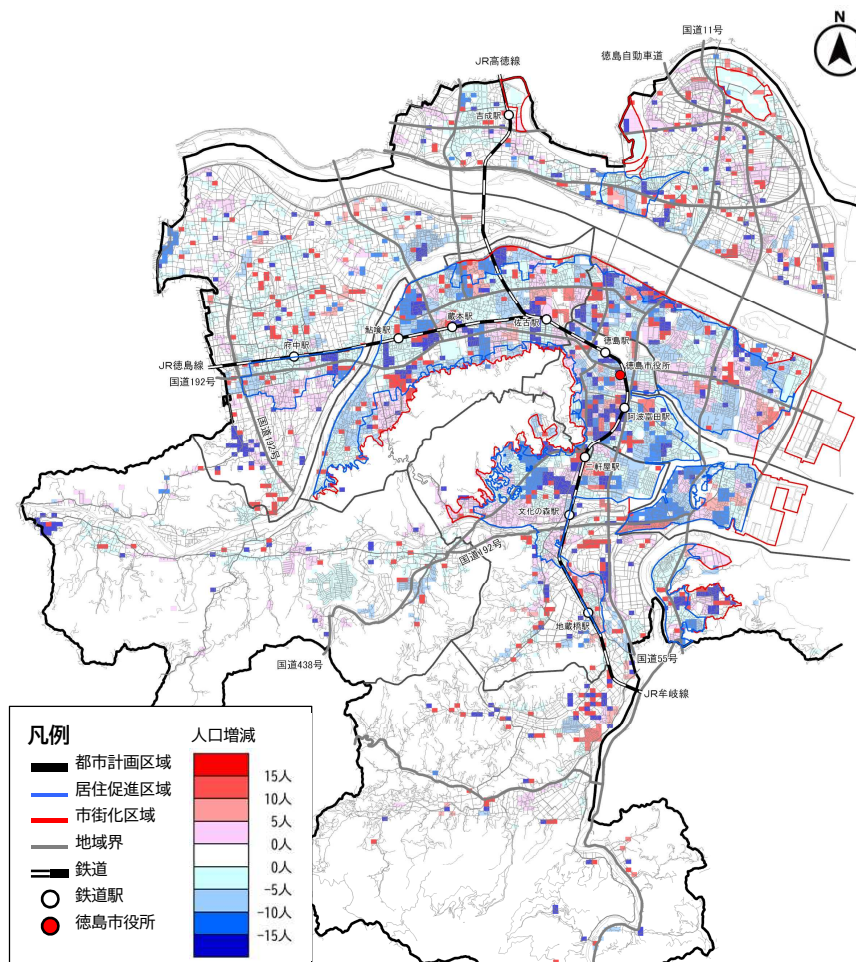 N
国道11号
徳島自動車道
JR高徳線
吉成駅
蔵本駅
鮎喰駅
佐古駅
府中駅
徳島駅
JR徳島線
徳島市役所
国道192号
阿波富田駅
国道192号
二軒屋駅
文化の森駅
国道192号
地蔵橋駅
国道438号
国道55号
JR牟岐線
凡例
都市計画区域
居住促進区域
市街化区域
地域界
鉄道
鉄道駅
徳島市役所
人口増減
15人
10人
5人
0人
0人
-5人
-10人
-15人